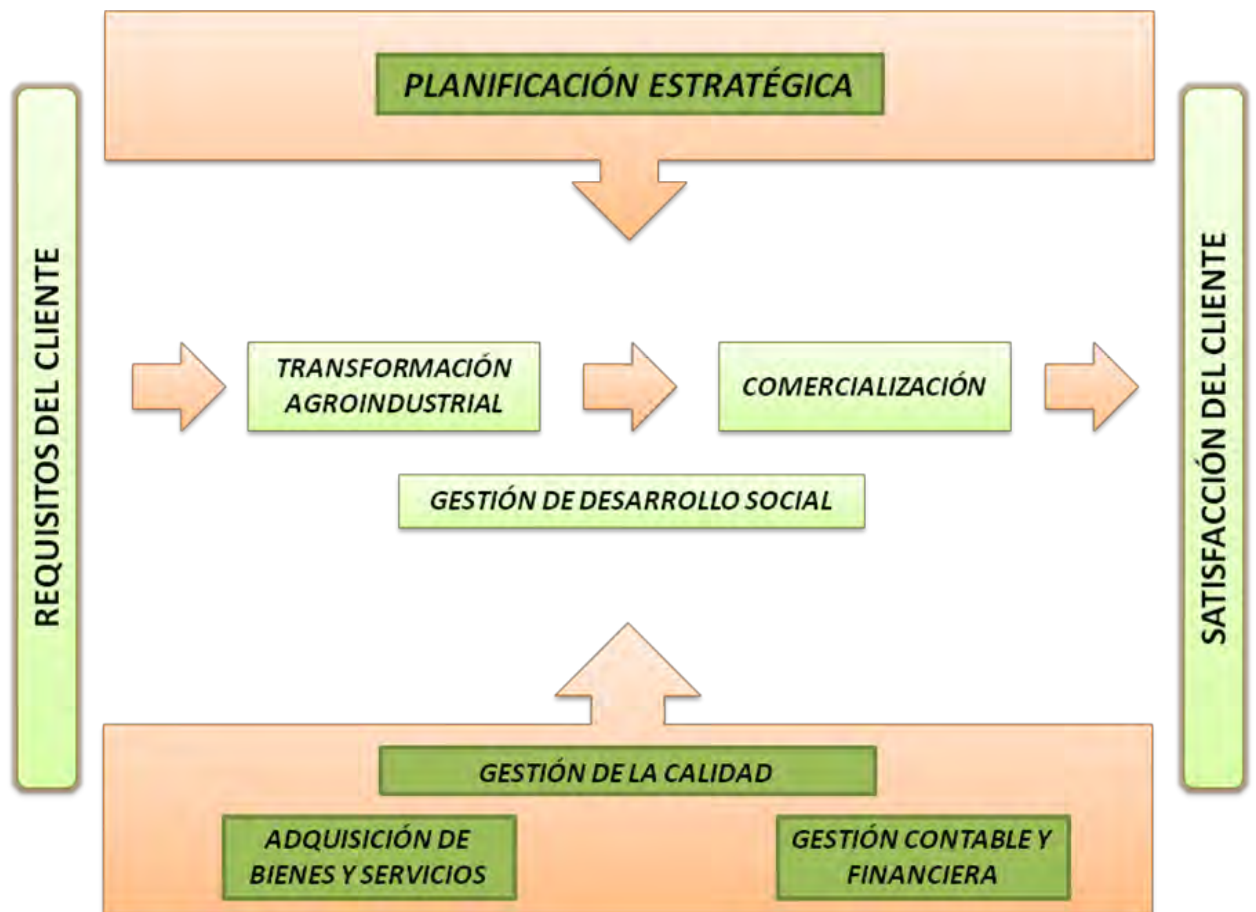 PLANIFICACIÓN ESTRATÉGICA
REQUISITOS DEL CLIENTE
TRANSFORMACIÓN
AGROINDUSTRIAL
COMERCIALIZACIÓN
GESTIÓN DE DESARROLLO SOCIAL
SATISFACCIÓN DEL CLIENTE
GESTIÓN DE LA CALIDAD
ADQUISICIÓN DE
BIENES Y SERVICIOS
GESTIÓN CONTABLE Y
FINANCIERA